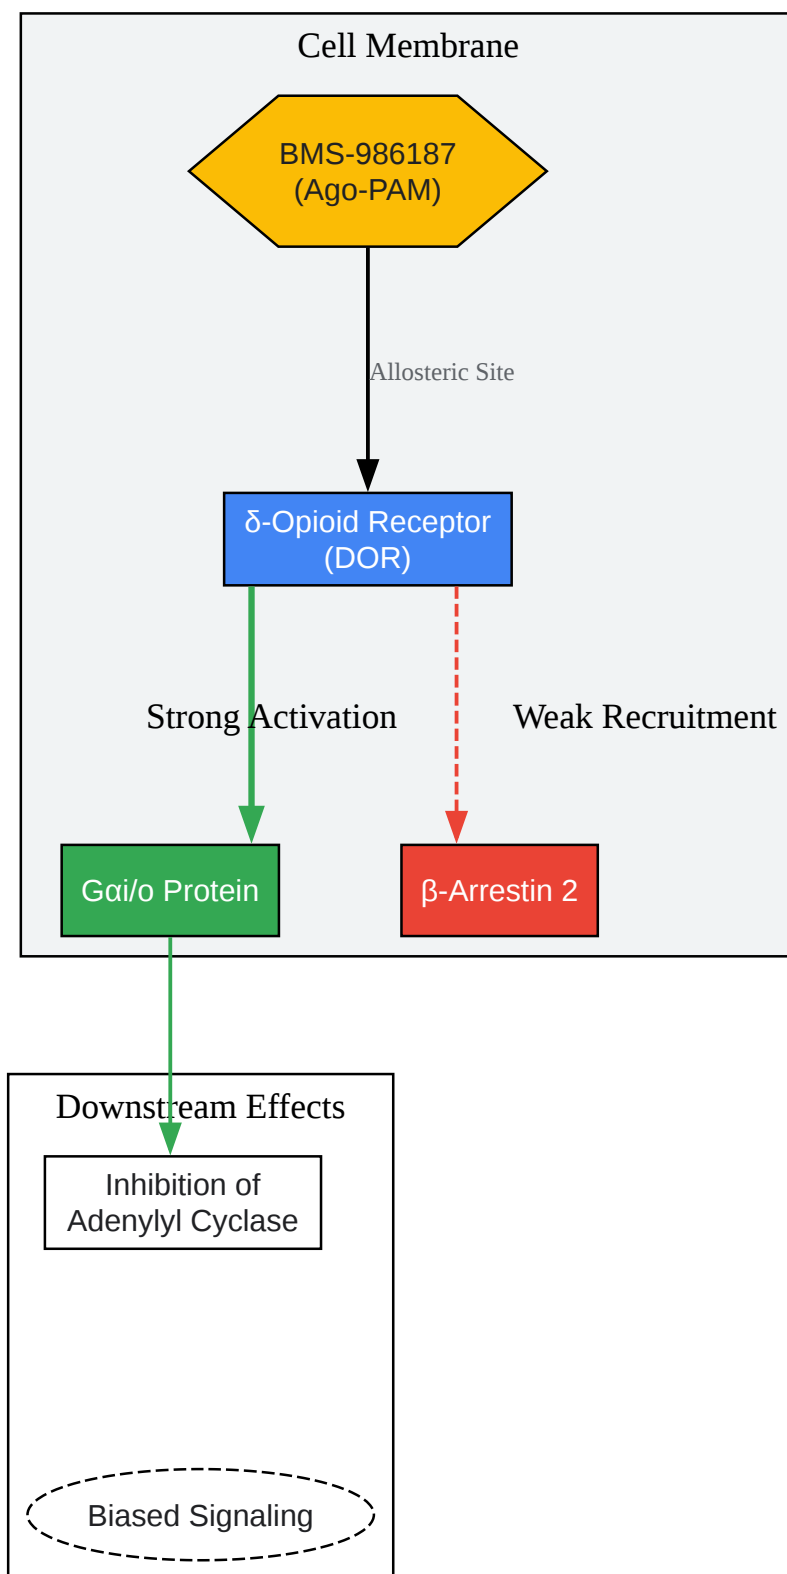 Cell Membrane
BMS-986187
(Ago-PAM)
Allosteric Site
δ-Opioid Receptor
(DOR)
Strong Activation
Weak Recruitment
Gαi/o Protein
β-Arrestin 2
Downstream Effects
Inhibition of
Adenylyl Cyclase
Biased Signaling